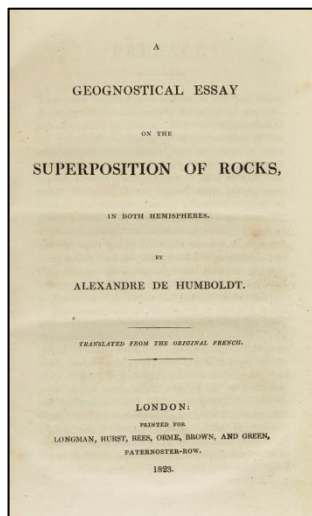 A
GEOGNOSTICAL ESSAY
ON THE
SUPERPOSITION OF ROCKS,
IN BOTH HEMISPHERES.
BY
ALEXANDRE DE HUMBOLDT.
TRANSLATED FROM THE ORIGINAL FRENCH.
LONDON:
PRINTED FOR
LONGMAN, HURST, REES, ORME, BROWN, AND GREEN,
PATERNOSTER-ROW.
1823.